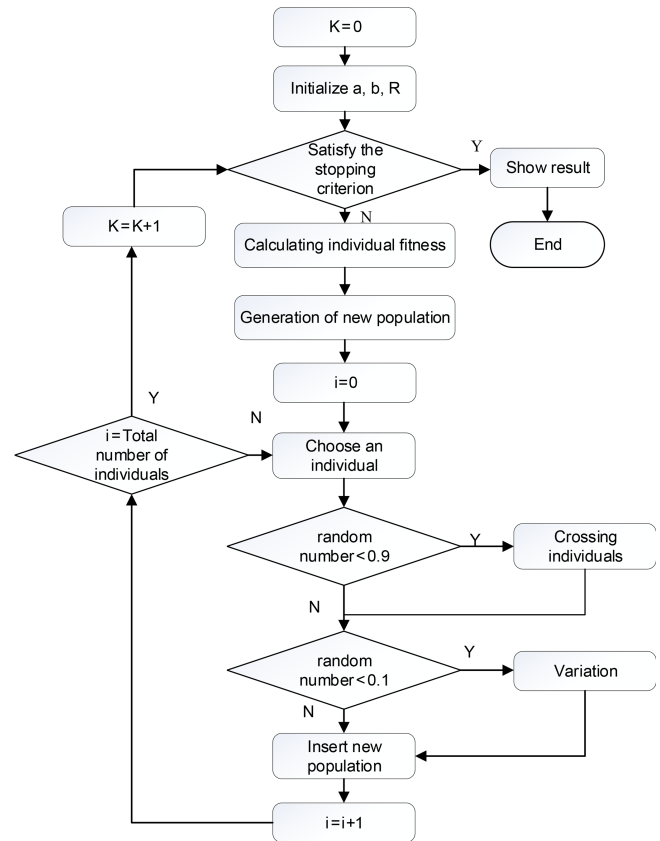 K=0
Initialize a, b, R
Satisfy the
stopping
criterion
Y
Show result
N
End
K=K+1
Calculating individual fitness
Generation of new population
i=0
Y
N
i=Total
number of
individuals
Choose an
individual
random
number<0.9
Y
Crossing
individuals
N
random
number<0.1
Y
Variation
N
Insert new
population
i=i+1